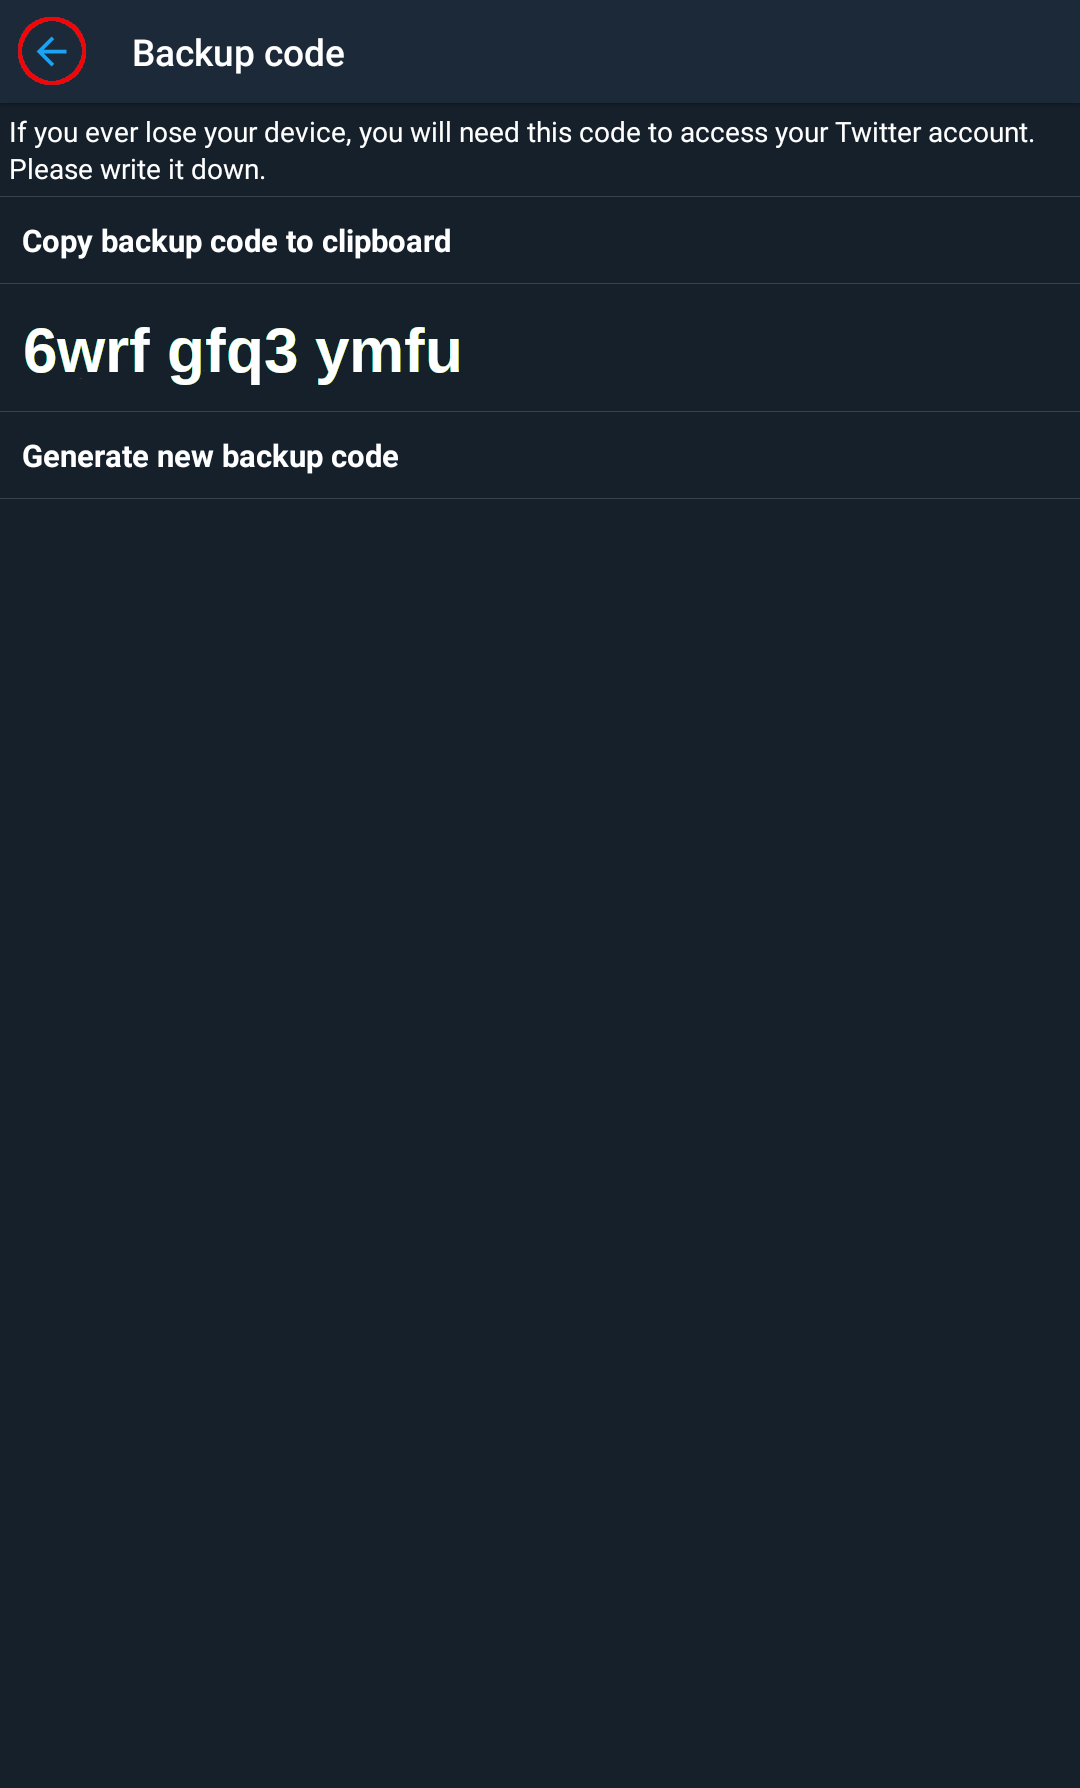 Backup code
If you ever lose your device, you will need this code to access your Twitter account.
Please write it down.
Copy backup code to clipboard
6wrf gfq3 ymfu
Generate new backup code